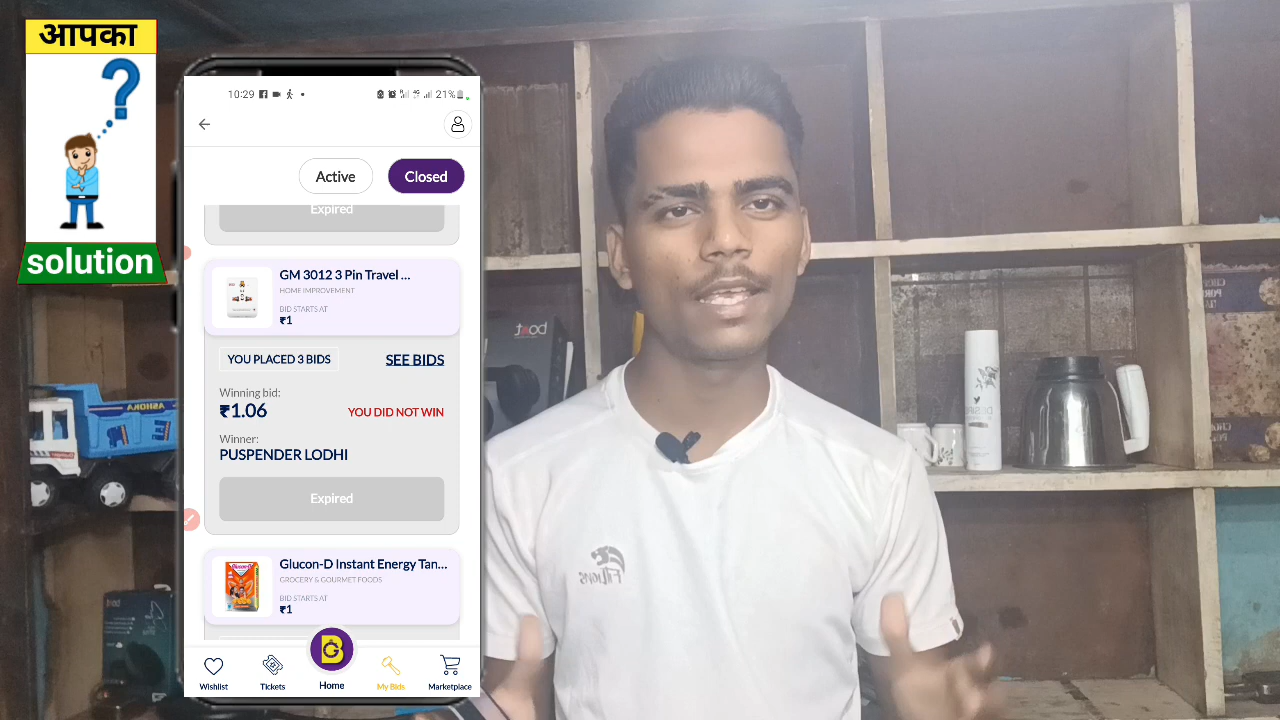 आपका
solution
10:29
21%
Active
Closed
Expired
GM 3012 3 Pin Travel ...
HOME IMPROVEMENT
BID STARTS AT
₹1
YOU PLACED 3 BIDS
SEE BIDS
Winning bid:
₹1.06
YOU DID NOT WIN
Winner:
PUSPENDER LODHI
Expired
Glucon-D Instant Energy Tan...
GROCERY & GOURMET FOODS
BID STARTS AT
₹1
Wishlist
Tickets
Home
My Bids
Marketplace
ASHOKA
boAt